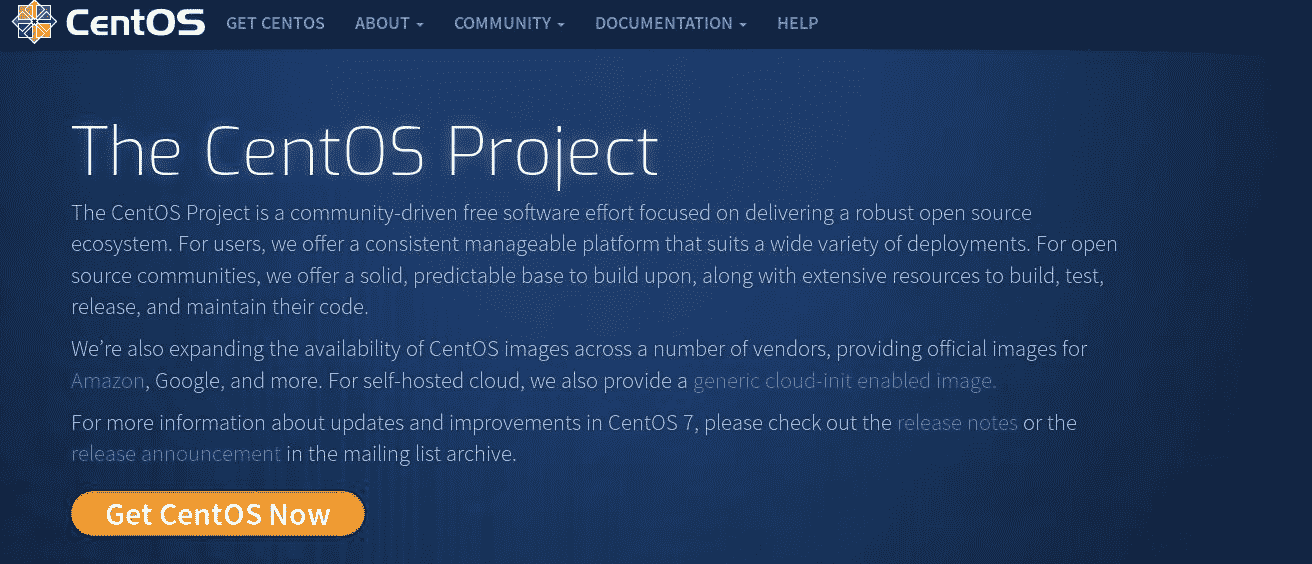 CentOS GET CENTOS ABOUT COMMUNITY DOCUMENTATION HELP
The CentOS Project
The CentOS Project is a community-driven free software effort focused on delivering a robust open source
ecosystem. For users, we offer a consistent manageable platform that suits a wide variety of deployments. For open
source communities, we offer a solid, predictable base to build upon, along with extensive resources to build, test,
release, and maintain their code.
We’re also expanding the availability of CentOS images across a number of vendors, providing official images for
Amazon, Google, and more. For self-hosted cloud, we also provide a generic cloud-init enabled image.
For more information about updates and improvements in CentOS 7, please check out the release notes or the
release announcement in the mailing list archive.
Get CentOS Now